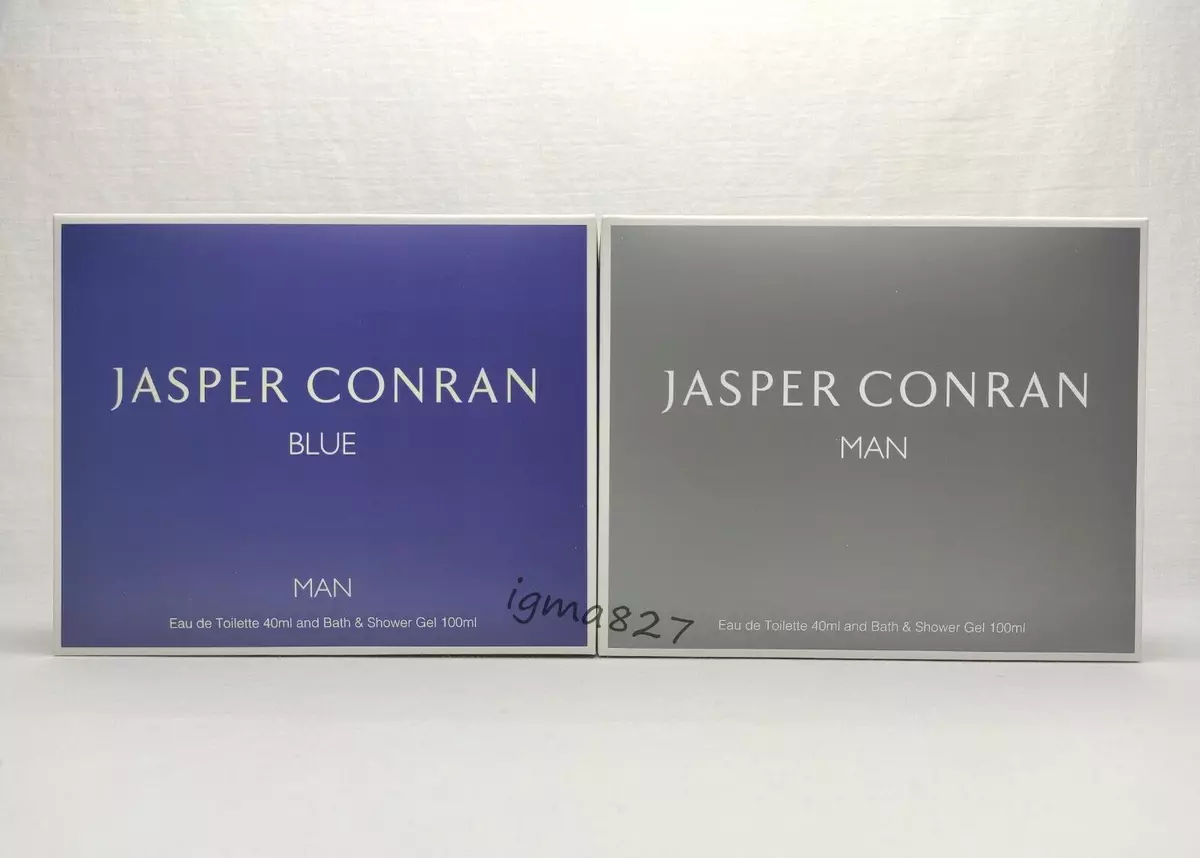 JASPER CONRAN
BLUE
MAN
Eau de Toilette 40ml and Bath & Shower Gel 100ml
JASPER CONRAN
MAN
Eau de Toilette 40ml and Bath & Shower Gel 100ml
igma827